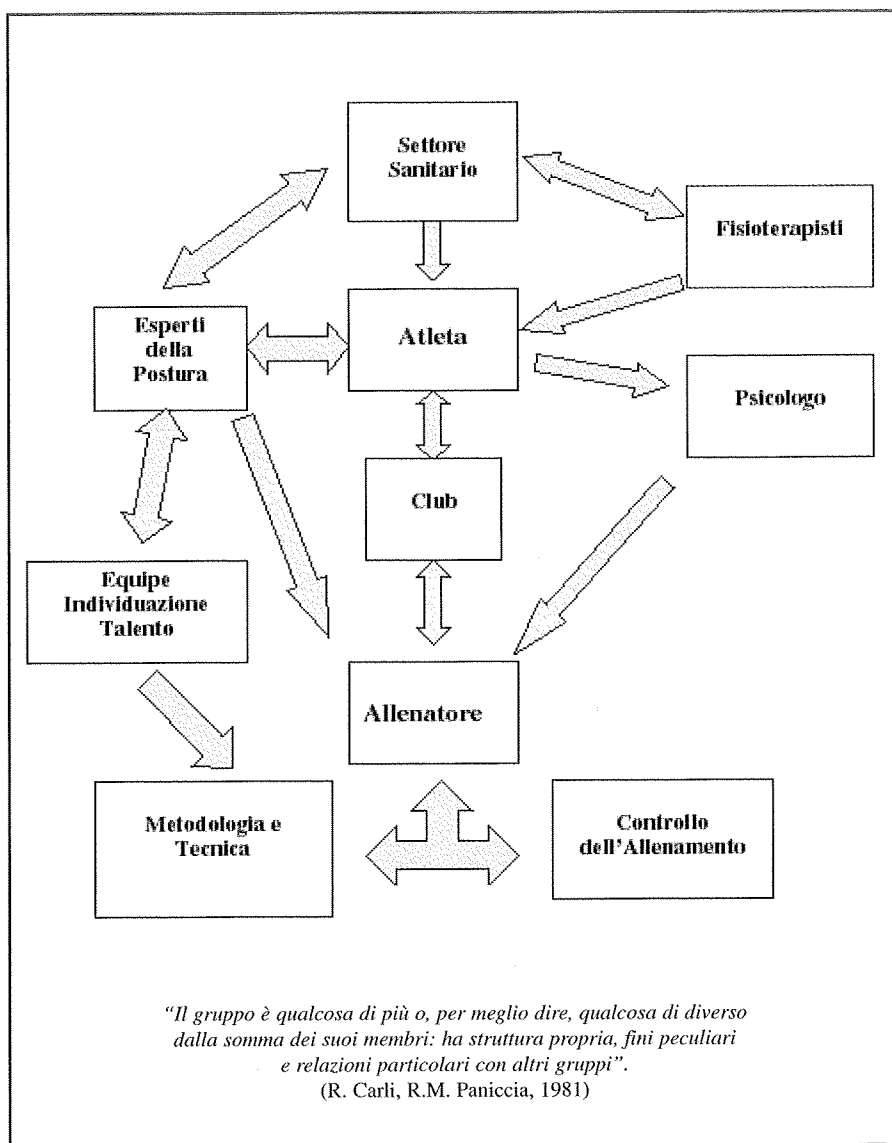 Settore
Sanitario
Fisioterapisti
Esperti
della
Postura
Atleta
Psicologo
Club
Equipe
Individuazione
Talento
Allenatore
Metodologia e
Tecnica
Controllo
dell'Allenamento
“Il gruppo è qualcosa di più o, per meglio dire, qualcosa di diverso
dalla somma dei suoi membri: ha struttura propria, fini peculiari
e relazioni particolari con altri gruppi”.
(R. Carli, R.M. Paniccia, 1981)